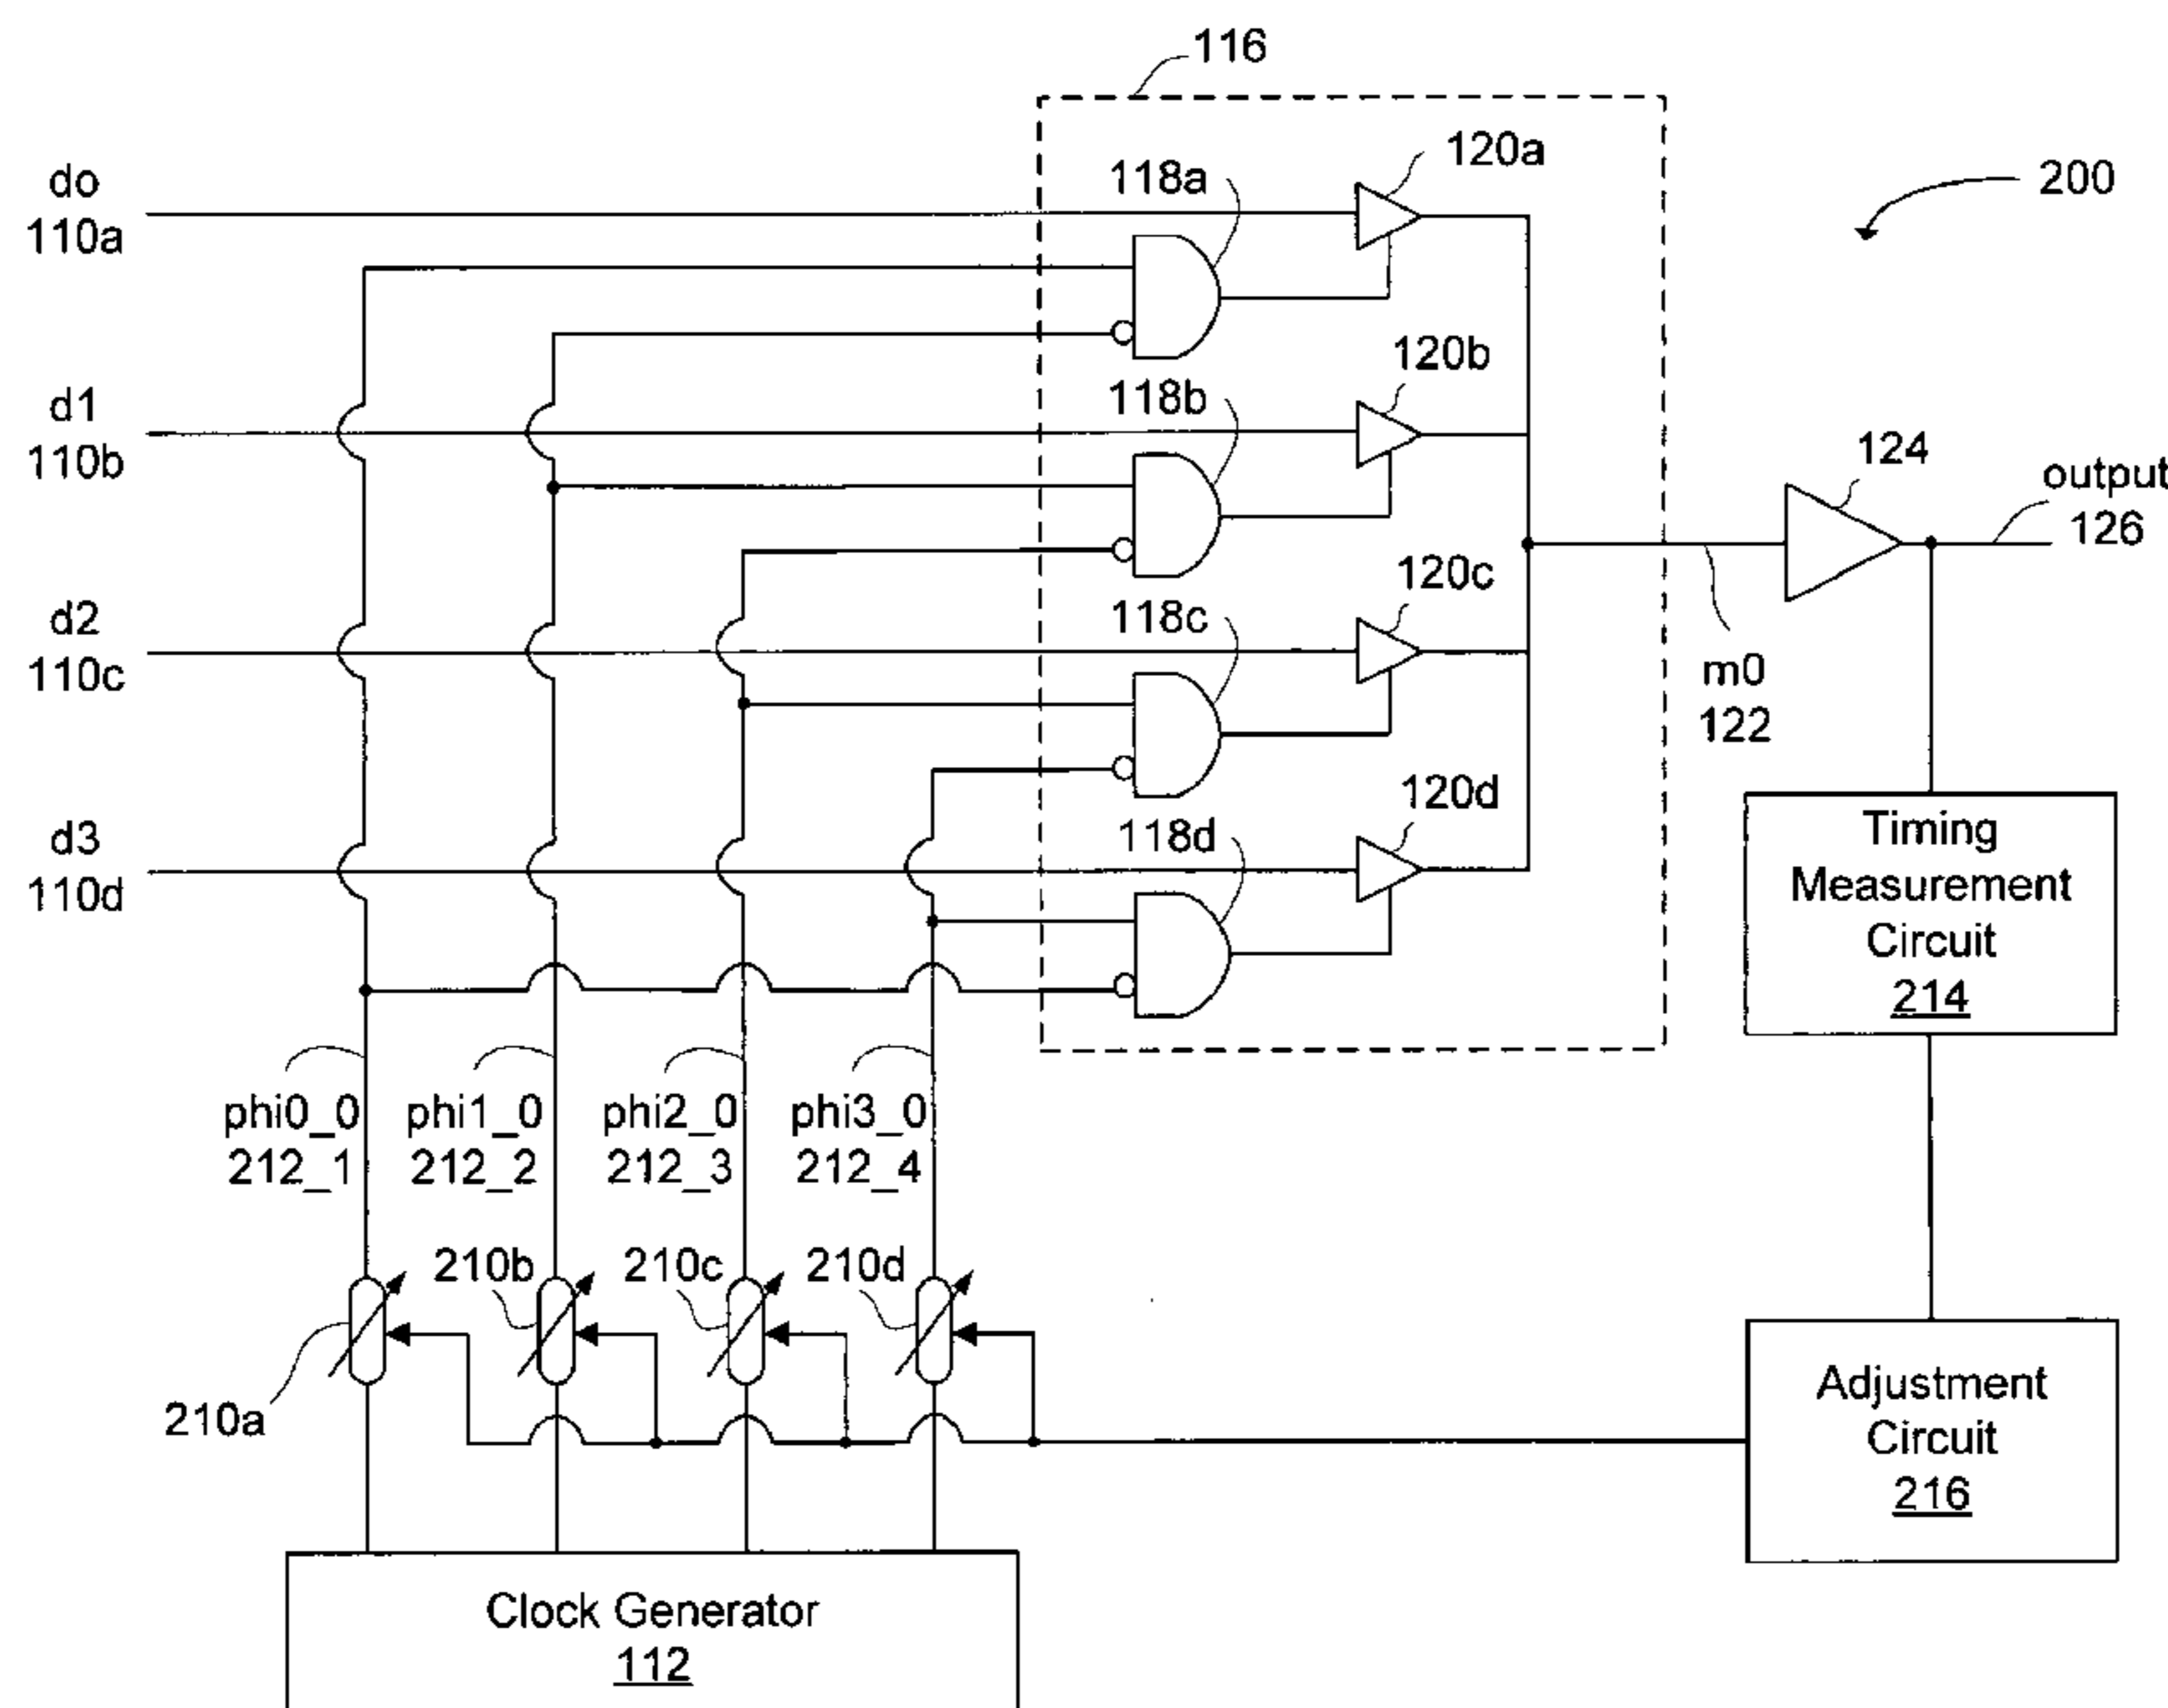 116
120a
118a
200
do
110a
120b
118b
d1
110b
124
output
126
120c
118c
d2
110c
m0
122
120d
118d
d3
110d
Timing
Measurement
Circuit
214
phi0_0
212_1
phi1_0
212_2
phi2_0
212_3
phi3_0
212_4
210b
210c
210d
210a
Adjustment
Circuit
216
Clock Generator
112